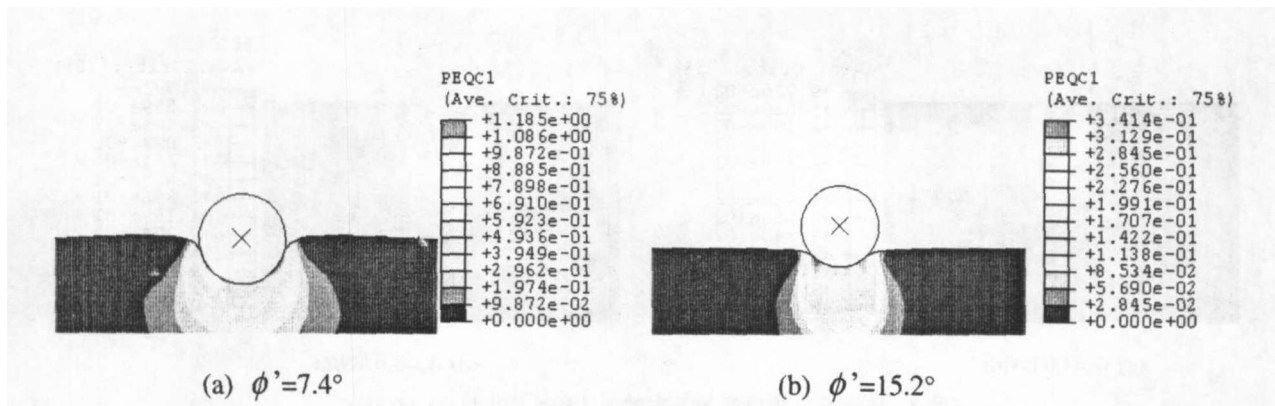 PEQC1
(Ave. Crit.: 75%)
+1.185e+00
+1.086e+00
+9.872e-01
+8.885e-01
+7.898e-01
+6.910e-01
+5.923e-01
+4.936e-01
+3.949e-01
+2.962e-01
+1.974e-01
+9.872e-02
+0.000e+00
(a) ϕ'=7.4°
PEQC1
(Ave. Crit.: 75%)
+3.414e-01
+3.129e-01
+2.845e-01
+2.560e-01
+2.276e-01
+1.991e-01
+1.707e-01
+1.422e-01
+1.138e-01
+8.534e-02
+5.690e-02
+2.845e-02
+0.000e+00
(b) ϕ'=15.2°